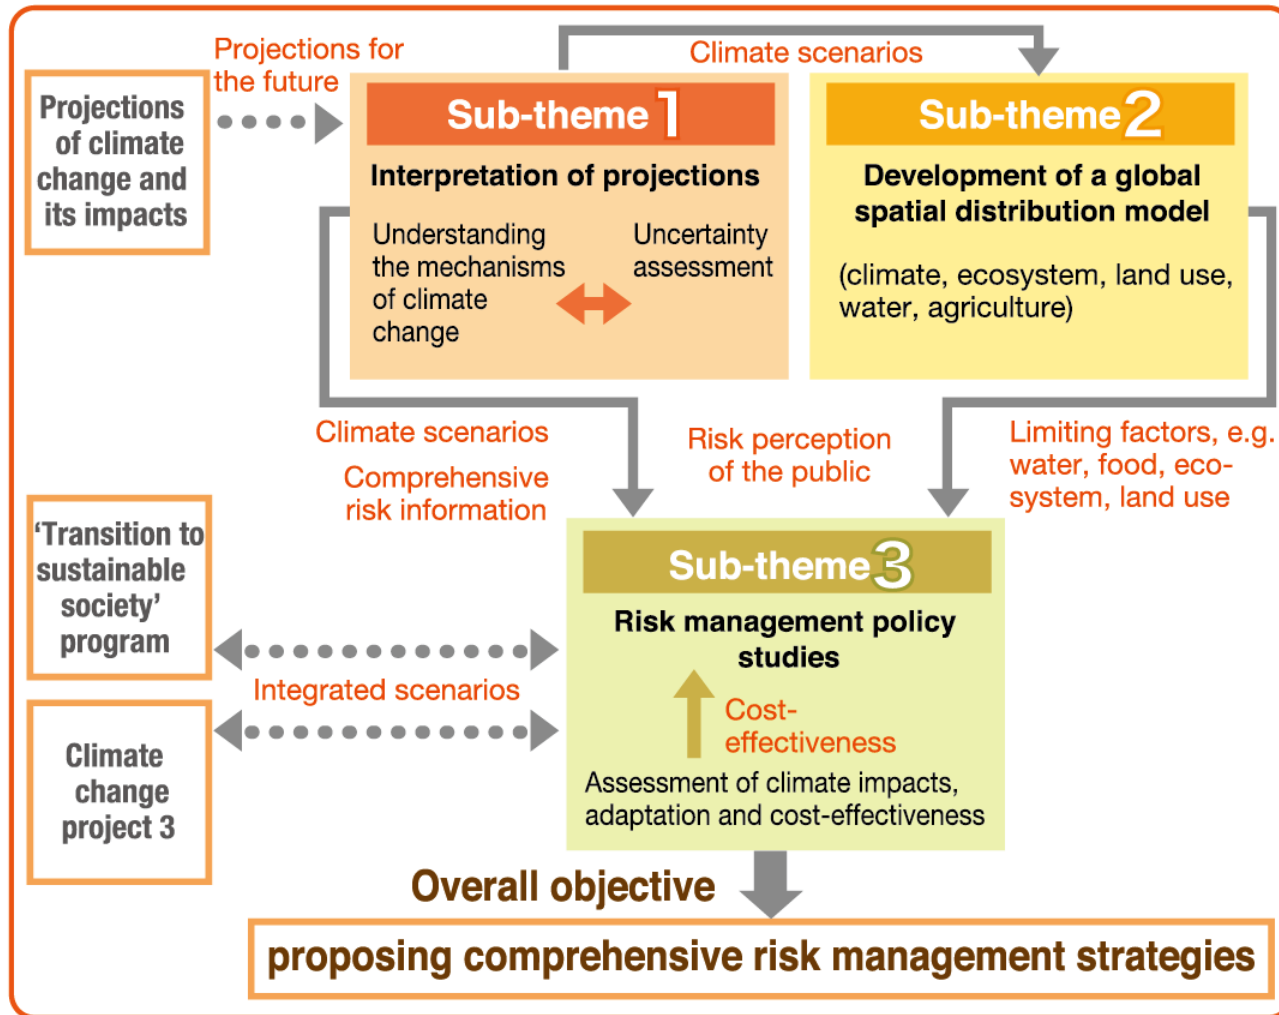 Projections for
the future
Climate scenarios
Projections
of climate
change and
its impacts
Sub-theme 1
Interpretation of projections
Understanding
the mechanisms
of climate
change
Uncertainty
assessment
Sub-theme 2
Development of a global
spatial distribution model
(climate, ecosystem, land use,
water, agriculture)
Climate scenarios
Comprehensive
risk information
Risk perception
of the public
Limiting factors, e.g.
water, food, eco-
system, land use
‘Transition to
sustainable
society’
program
Integrated scenarios
Climate
change
project 3
Sub-theme 3
Risk management policy
studies
Cost-
effectiveness
Assessment of climate impacts,
adaptation and cost-effectiveness
Overall objective
proposing comprehensive risk management strategies